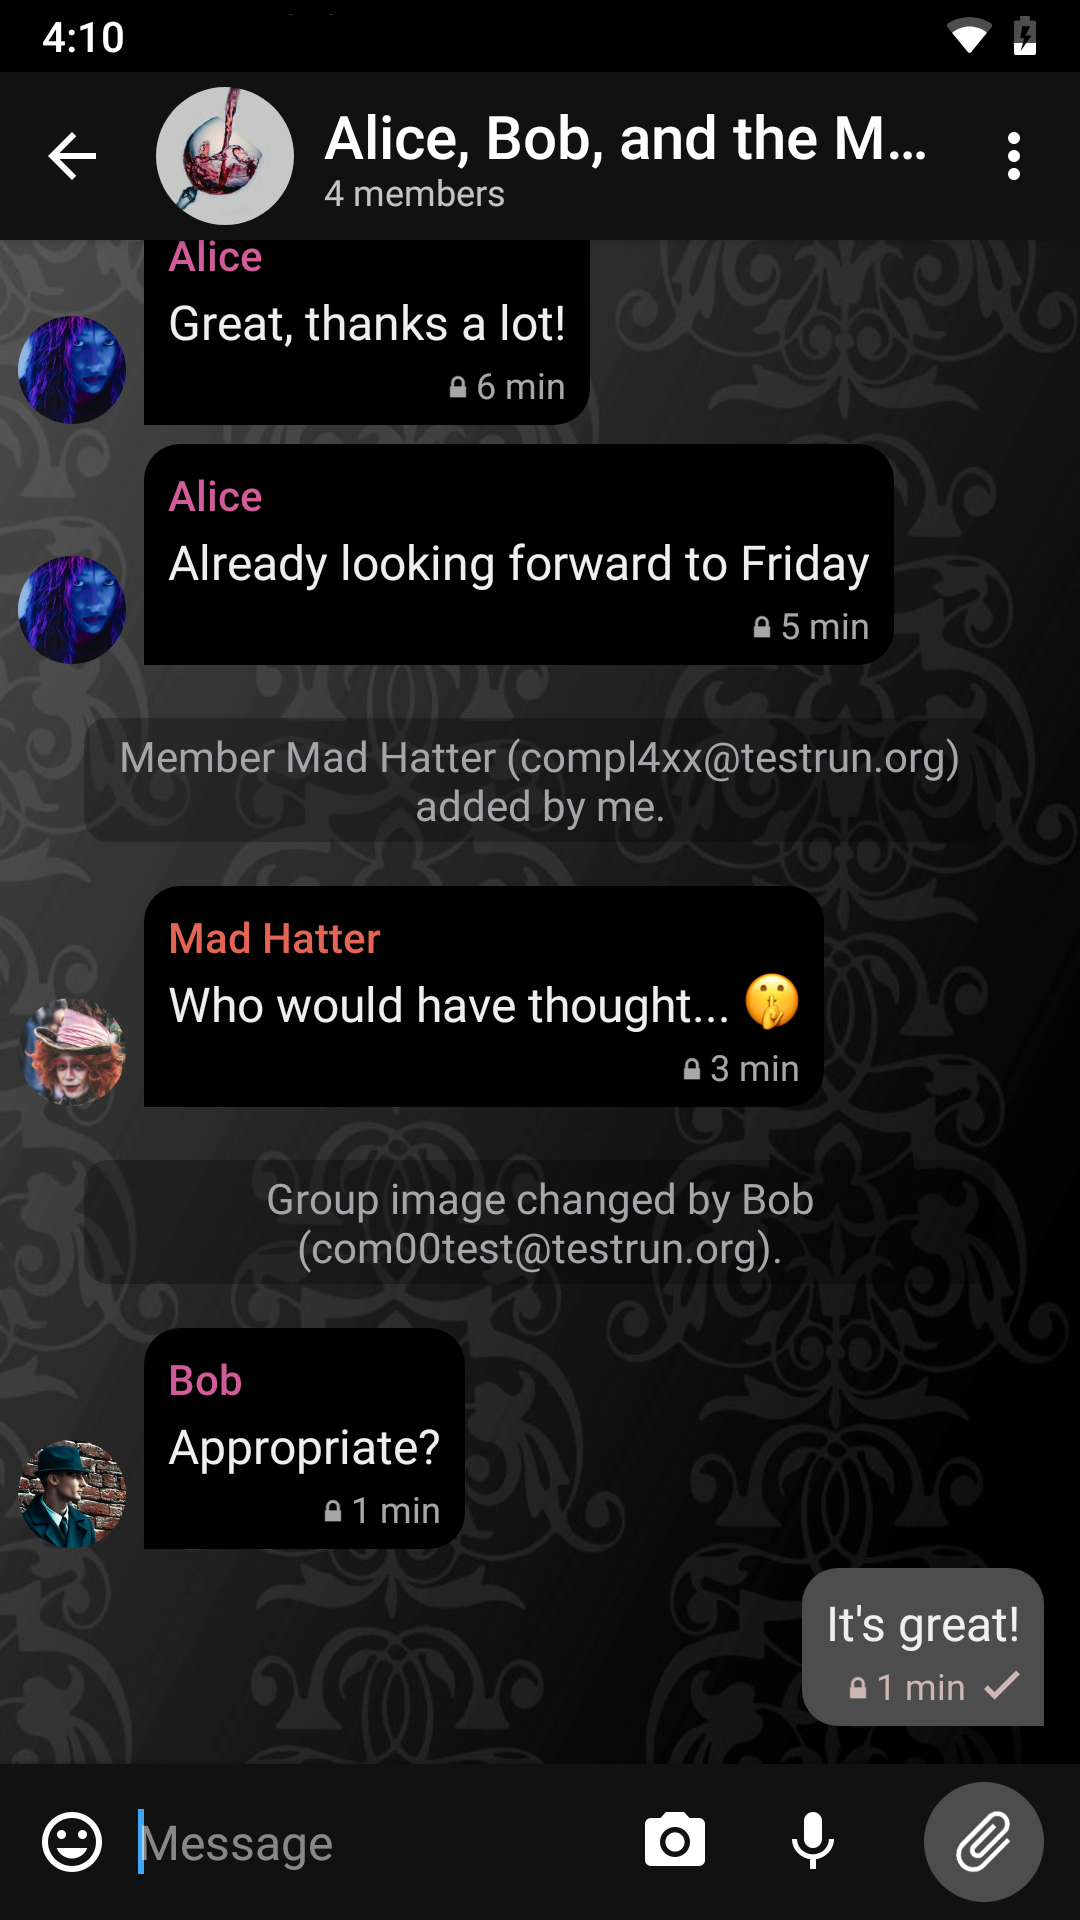 4:10
Alice, Bob, and the M...
4 members
Alice
Great, thanks a lot!
6 min
Alice
Already looking forward to Friday
5 min
Member Mad Hatter (compl4xx@testrun.org)
added by me.
Mad Hatter
Who would have thought... 🤫
3 min
Group image changed by Bob
(com00test@testrun.org).
Bob
Appropriate?
1 min
It's great!
1 min
Message